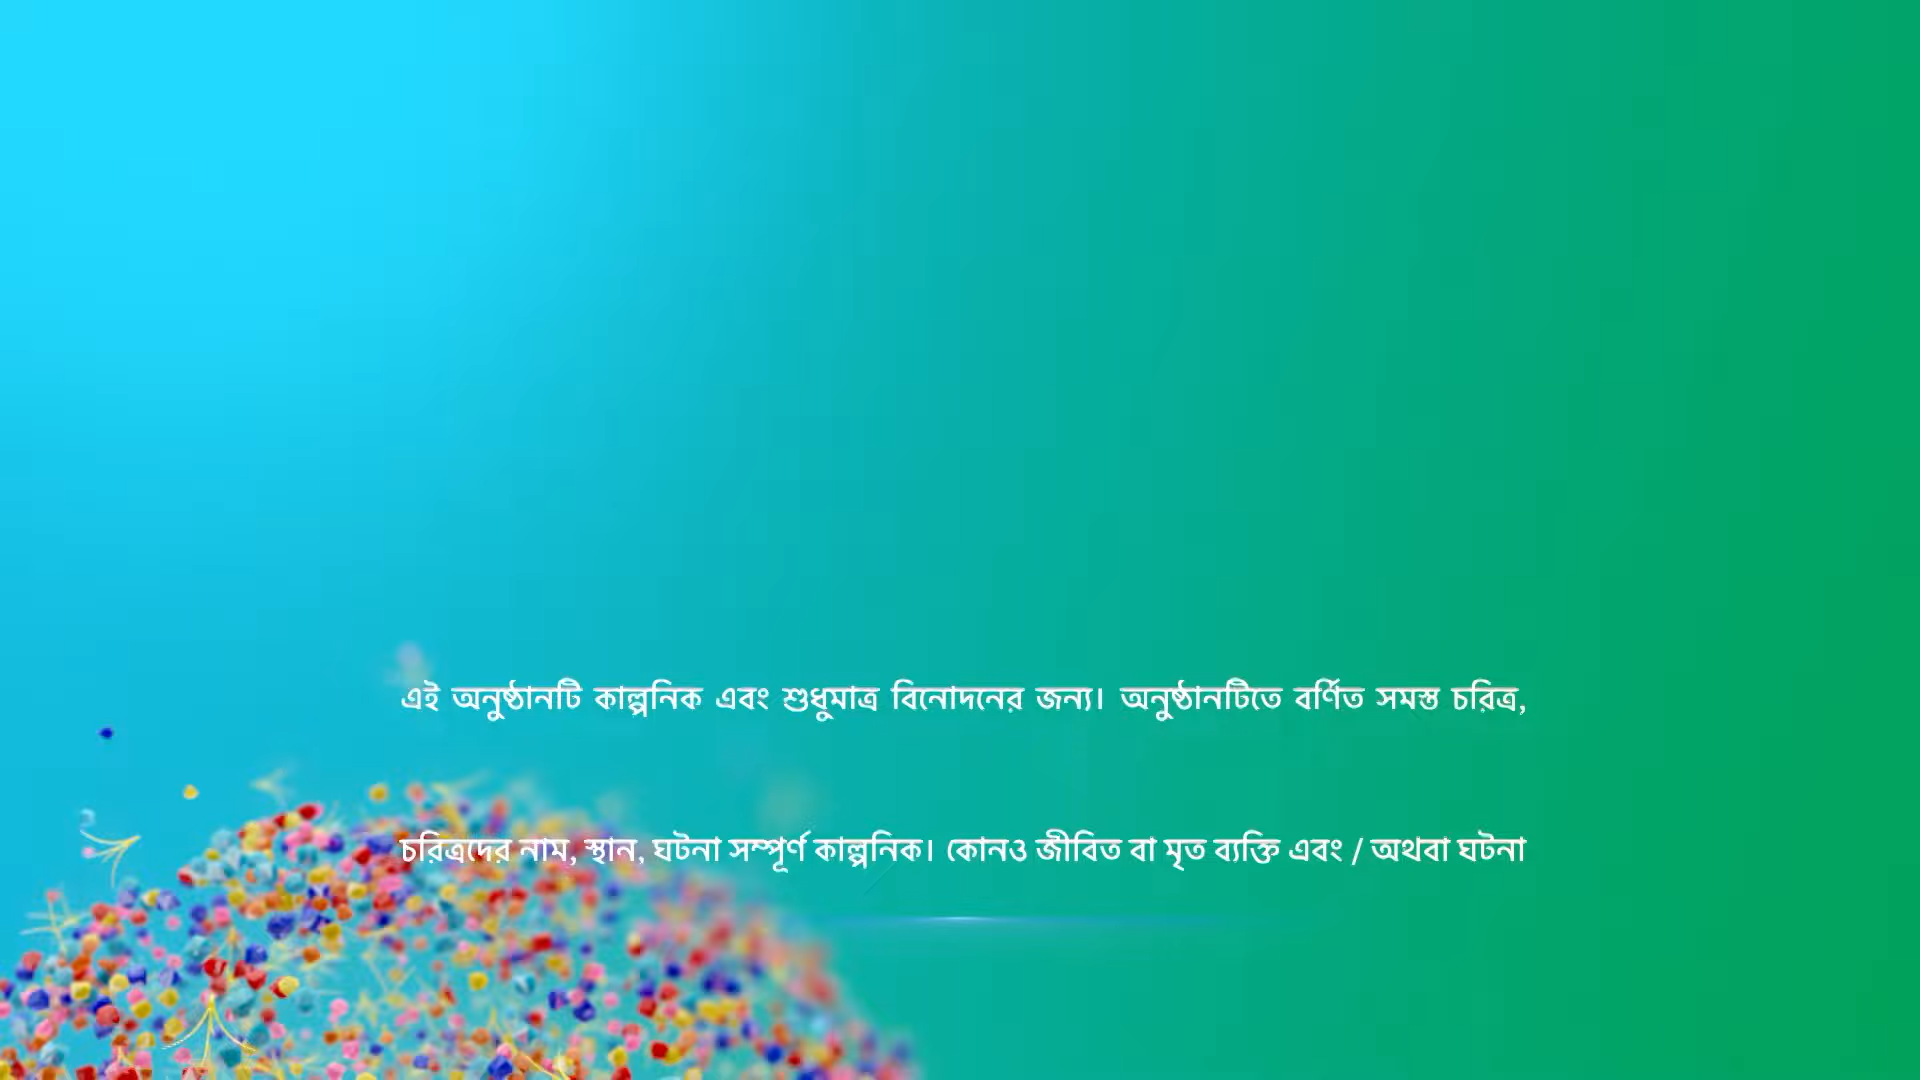 এই অনুষ্ঠানটি কাল্পনিক এবং শুধুমাত্র বিনোদনের জন্য। অনুষ্ঠানটিতে বর্ণিত সমস্ত চরিত্র,
চরিত্রদের নাম, স্থান, ঘটনা সম্পূর্ণ কাল্পনিক। কোনও জীবিত বা মৃত ব্যক্তি এবং / অথবা ঘটনা